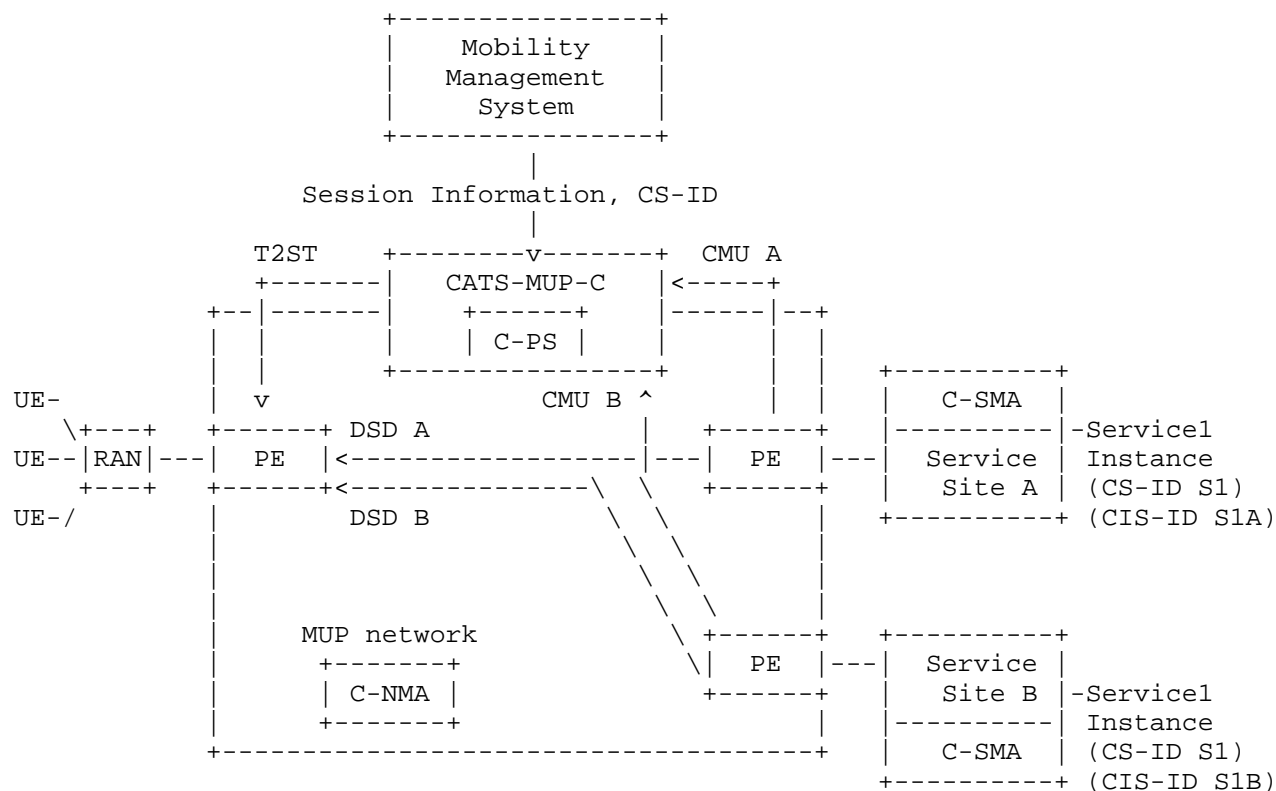 Mobility
Management
System
Session Information, CS-ID
T2ST CMU A
CATS-MUP-C
C-PS
UE- CMU B C-SMA
DSD A -Service1
UE-- RAN PE PE Service Instance
Site A (CS-ID S1)
UE-/ DSD B (CIS-ID S1A)
MUP network
PE Service
C-NMA Site B -Service1
Instance
C-SMA (CS-ID S1)
(CIS-ID S1B)